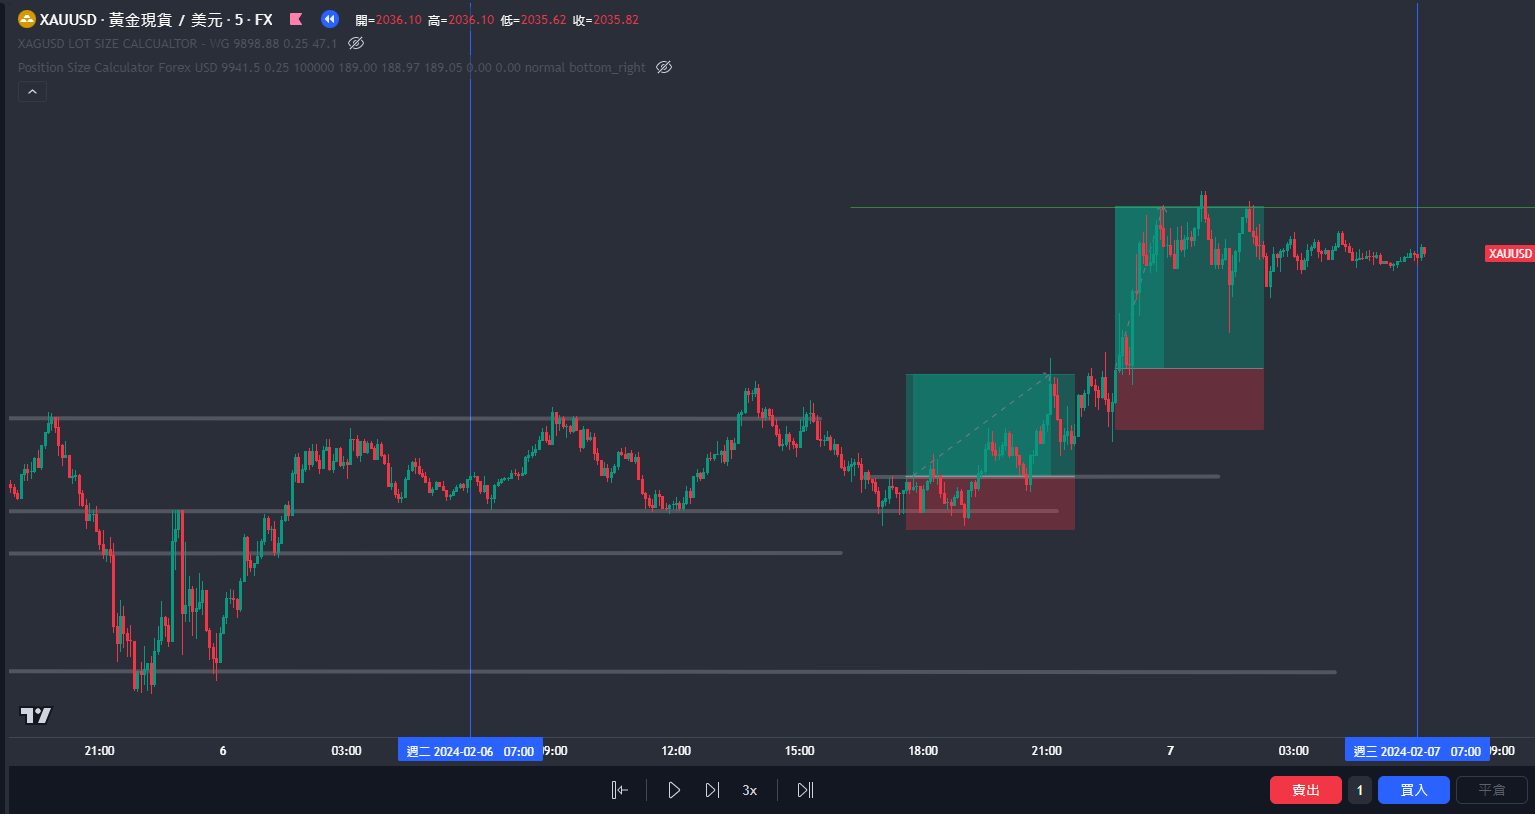 XAUUSD · 黃金現貨 / 美元 · 5 · FX 開=2036.10 高=2036.10 低=2035.62 收=2035.82
XAGUSD LOT SIZE CALCUALTOR - WG 9898.88 0.25 47.1
Position Size Calculator Forex USD 9941.5 0.25 100000 189.00 188.97 189.05 0.00 0.00 normal bottom_right
XAUUSD
21:00 6 03:00 週二 2024-02-06 07:00 09:00 12:00 15:00 18:00 21:00 7 03:00 週三 2024-02-07 07:00 09:00
3x 賣出 1 買入 平倉